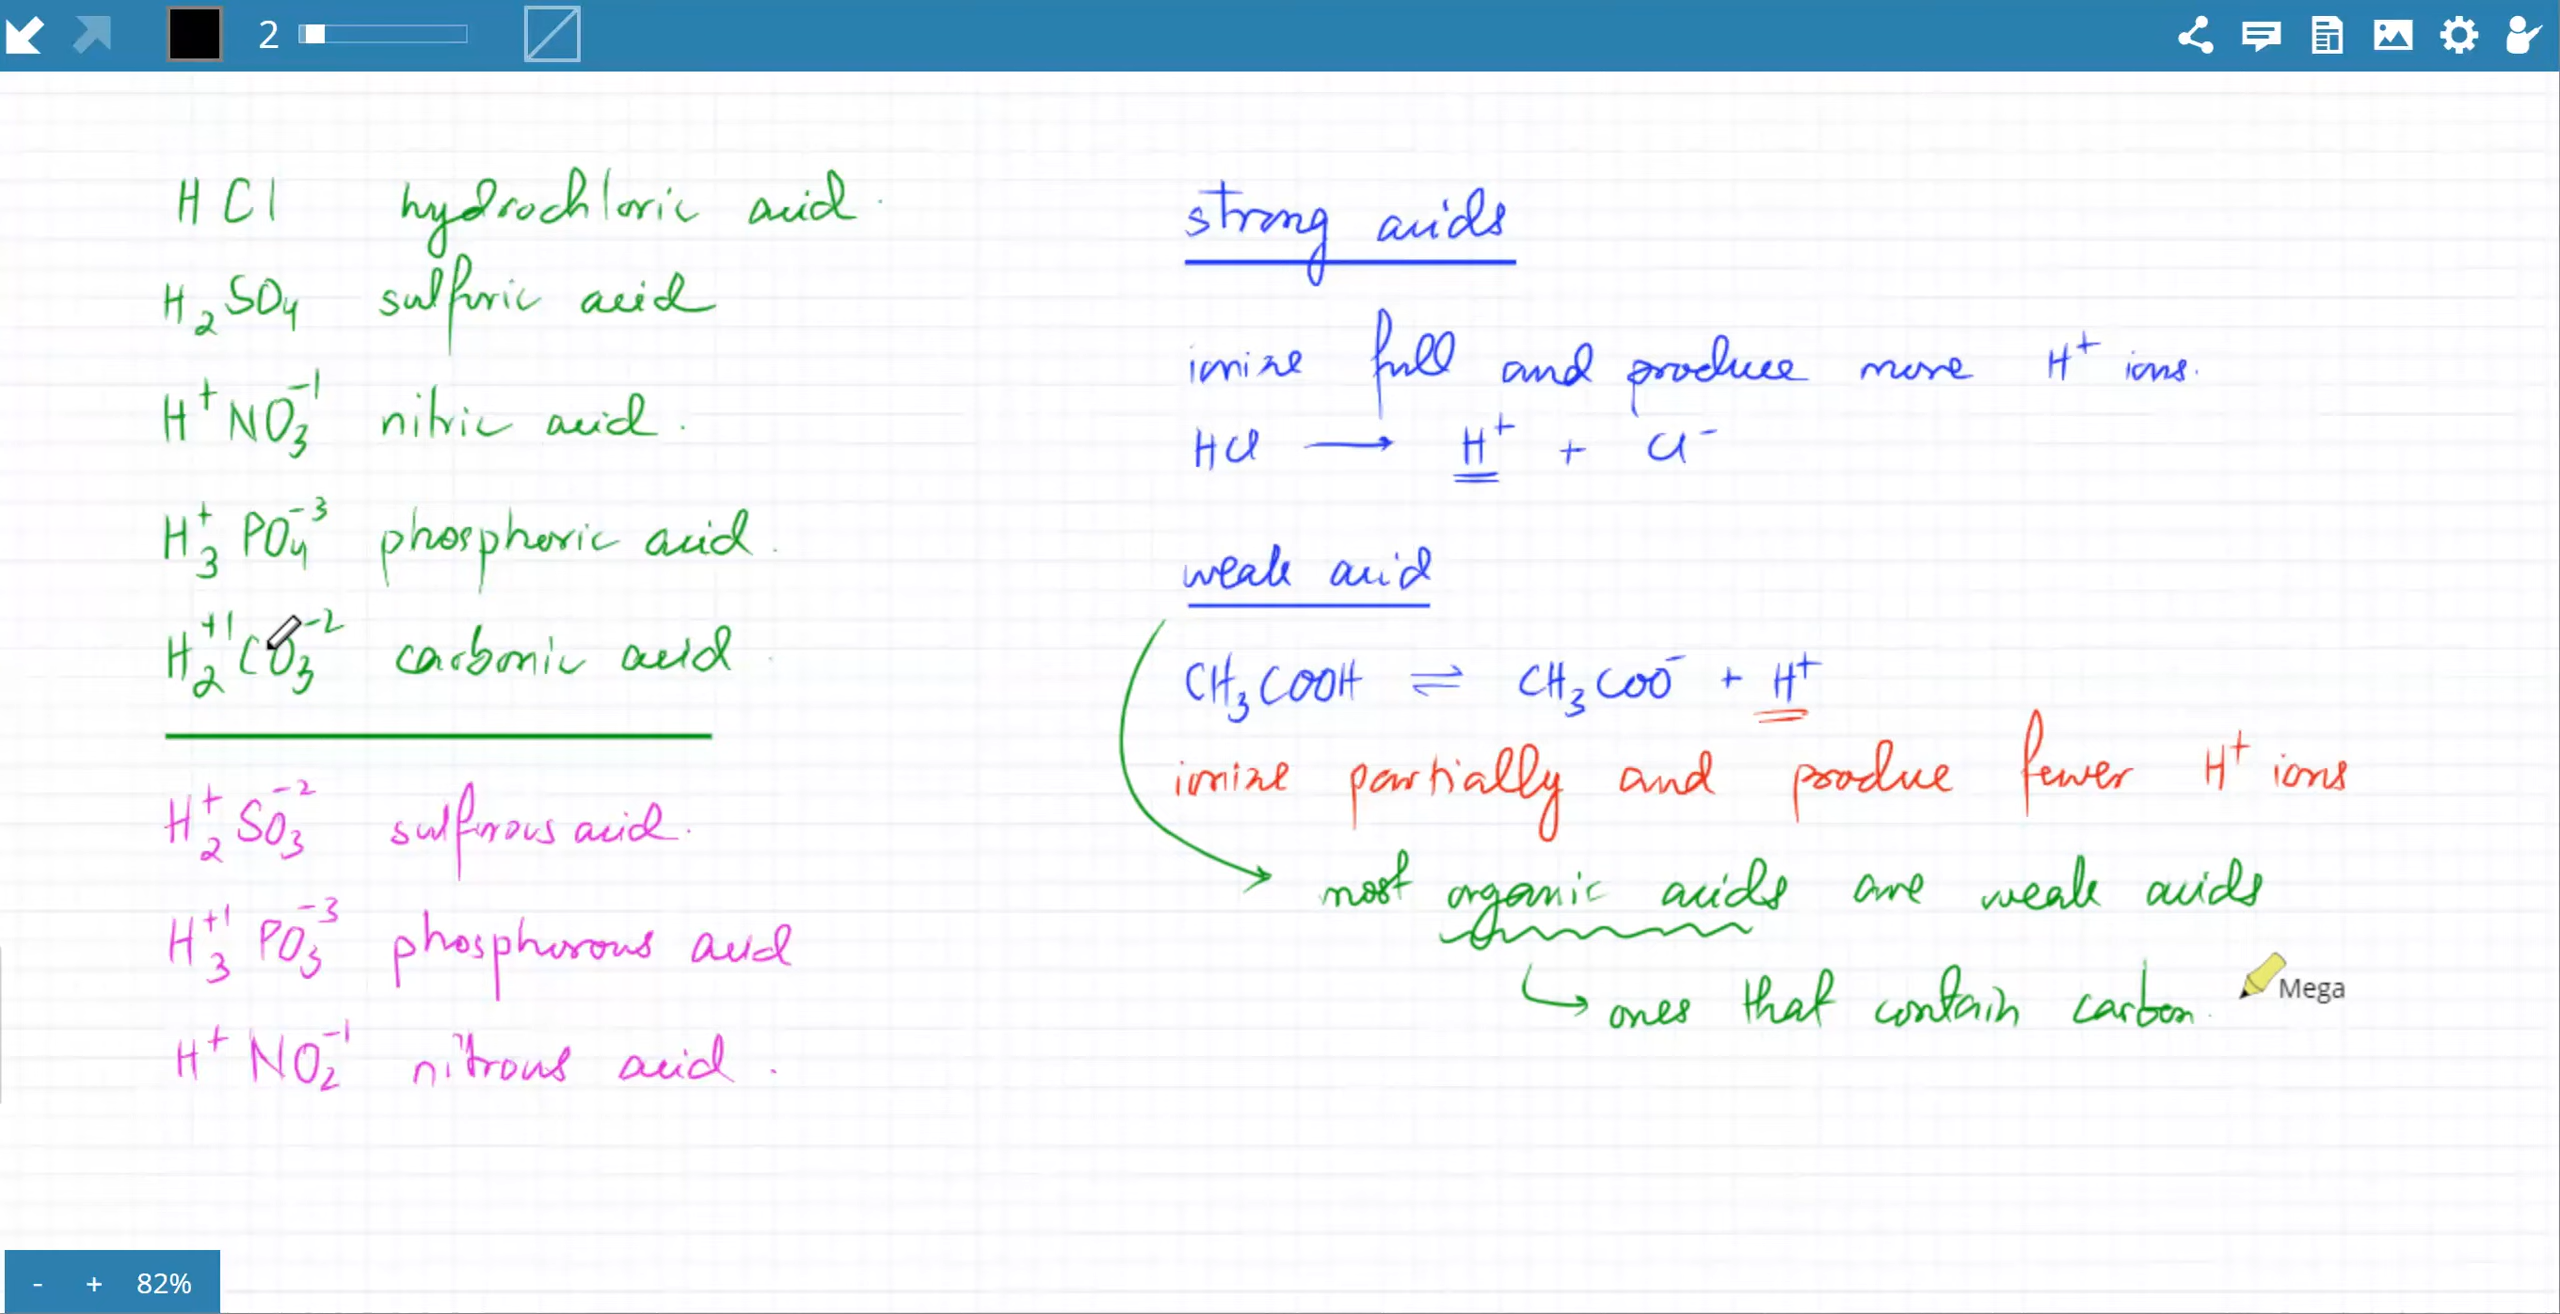 2
HCl hydrochloric acid.
H₂SO₄ sulfuric acid
H⁺NO₃⁻¹ nitric acid.
H₃⁺PO₄⁻³ phosphoric acid.
H₂⁺¹CO₃⁻² carbonic acid.
H₂⁺SO₃⁻² sulfurous acid.
H₃⁺¹PO₃⁻³ phosphorous acid
H⁺NO₂⁻¹ nitrous acid.
strong acids
ionize full and produce more H⁺ ions.
HCl ⟶ H⁺ + Cl⁻
weak acid
CH₃COOH ⇌ CH₃COO⁻ + H⁺
ionize partially and produce fewer H⁺ ions
→ most organic acids are weak acids
↳ ones that contain carbon.
Mega
- + 82%